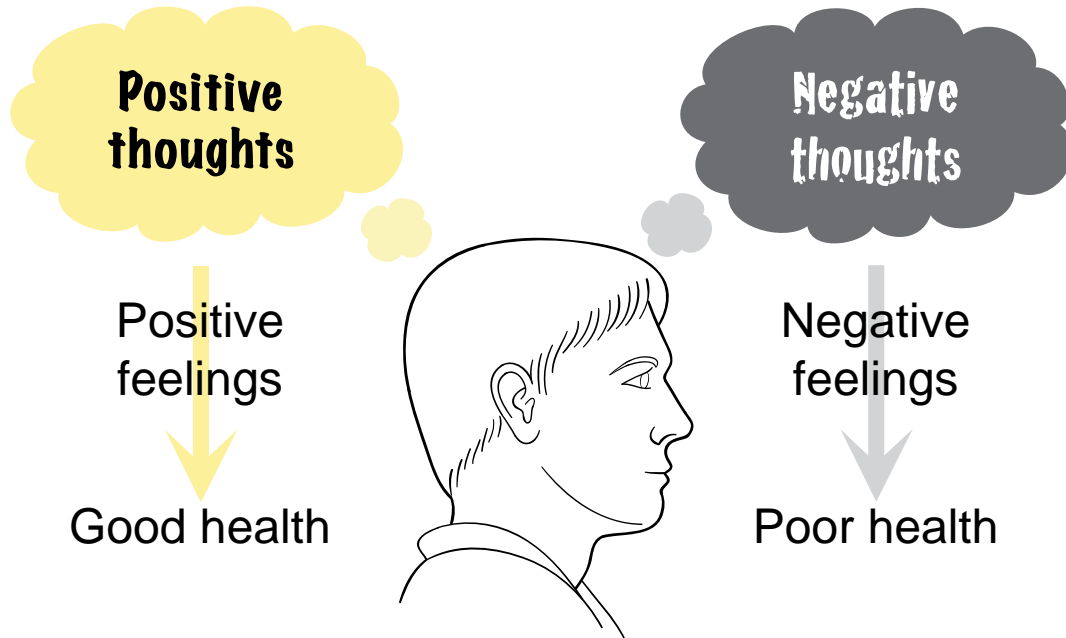 Positive
thoughts
Positive
feelings
Good health
Negative
thoughts
Negative
feelings
Poor health